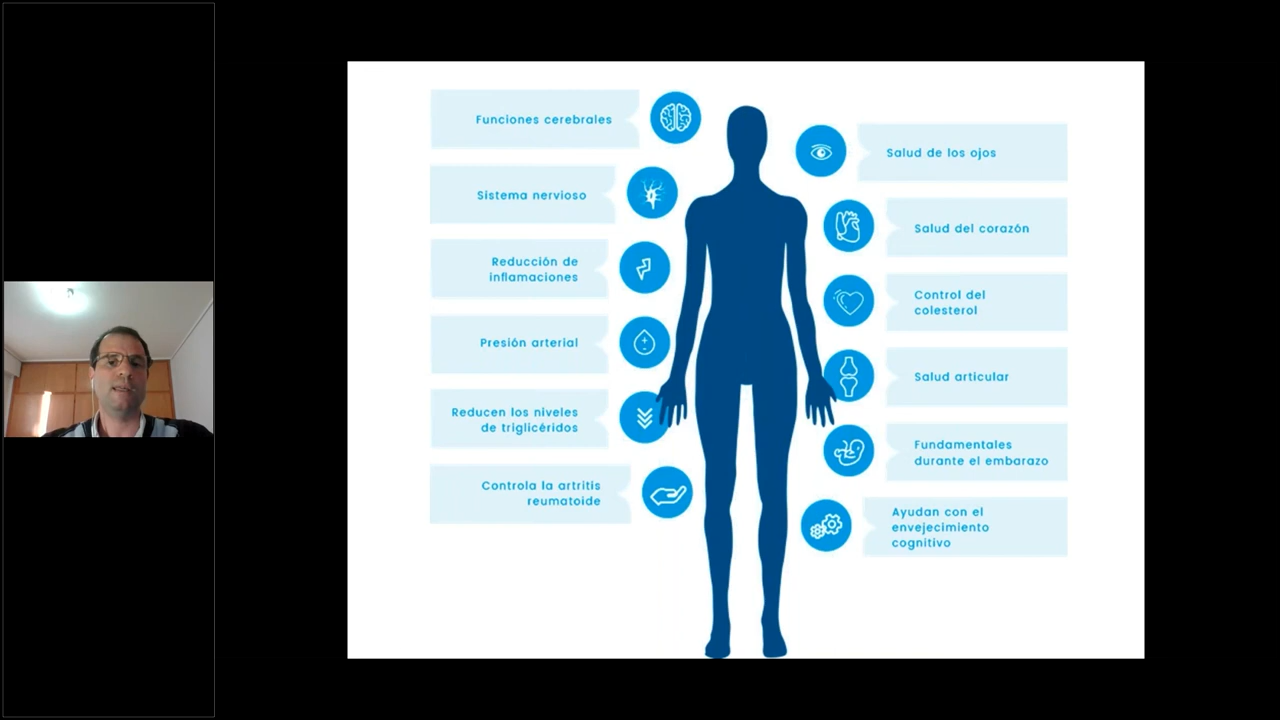 Funciones cerebrales
Sistema nervioso
Reducción de
inflamaciones
Presión arterial
Reducen los niveles
de triglicéridos
Controla la artritis
reumatoide
Salud de los ojos
Salud del corazón
Control del
colesterol
Salud articular
Fundamentales
durante el embarazo
Ayudan con el
envejecimiento
cognitivo